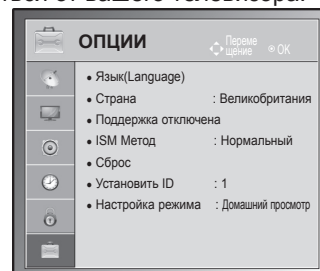 ОПЦИИ
Переме
щение
OK
• Язык(Language)
• Страна : Великобритания
• Поддержка отключена
• ISM Метод : Нормальный
• Сброс
• Установить ID : 1
• Настройка режима : Домашний просмотр